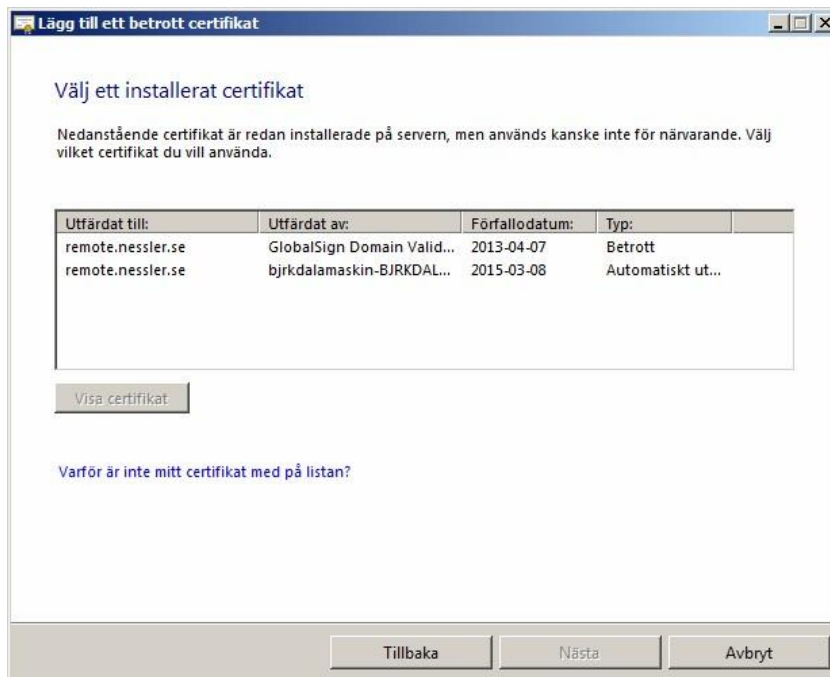 Lägg till ett betrott certifikat
Välj ett installerat certifikat
Nedanstående certifikat är redan installerade på servern, men används kanske inte för närvarande. Välj
vilket certifikat du vill använda.
Utfärdat till: Utfärdat av: Förfallodatum: Typ:
remote.nessler.se GlobalSign Domain Valid... 2013-04-07 Betrott
remote.nessler.se bjrkdalamaskin-BJRKDAL... 2015-03-08 Automatiskt ut...
Visa certifikat
Varför är inte mitt certifikat med på listan?
Tillbaka Nästa Avbryt